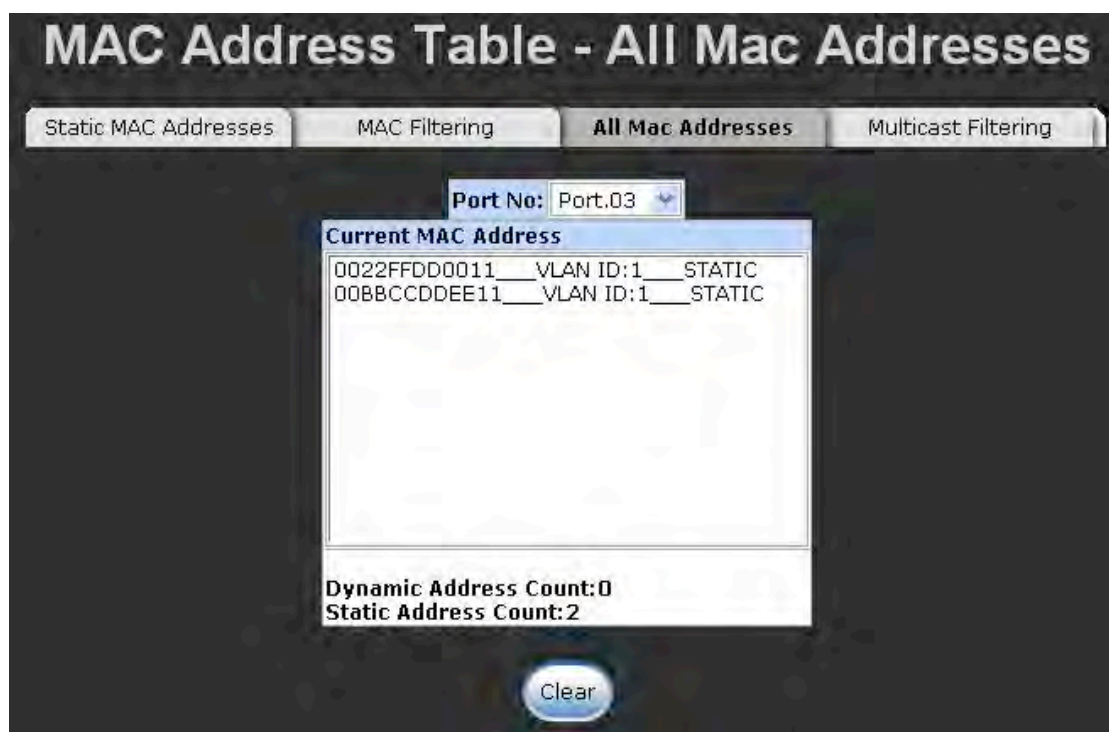 MAC Address Table - All Mac Addresses
Static MAC Addresses MAC Filtering All Mac Addresses Multicast Filtering
Port No: Port.03
Current MAC Address
0022FFDD0011___VLAN ID:1___STATIC
00BBCCDDEE11___VLAN ID:1___STATIC
Dynamic Address Count:0
Static Address Count:2
Clear